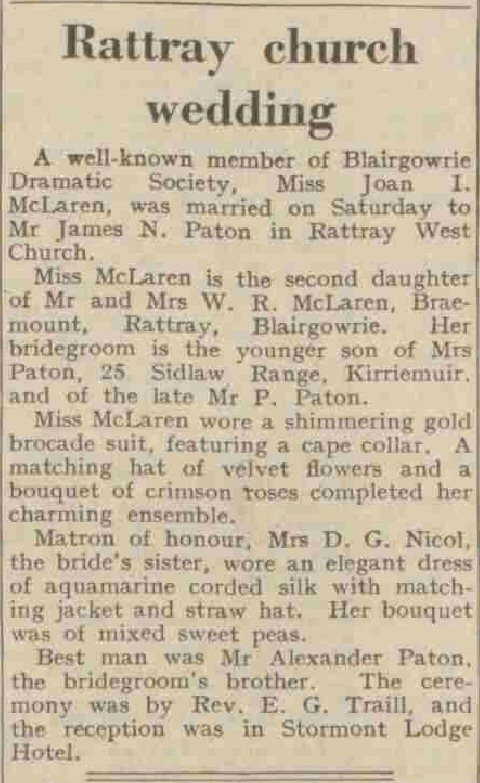 Rattray church
wedding
A well-known member of Blairgowrie
Dramatic Society, Miss Joan I.
McLaren, was married on Saturday to
Mr James N. Paton in Rattray West
Church.
Miss McLaren is the second daughter
of Mr and Mrs W. R. McLaren, Brae-
mount, Rattray, Blairgowrie. Her
bridegroom is the younger son of Mrs
Paton, 25 Sidlaw Range, Kirriemuir,
and of the late Mr P. Paton.
Miss McLaren wore a shimmering gold
brocade suit, featuring a cape collar. A
matching hat of velvet flowers and a
bouquet of crimson roses completed her
charming ensemble.
Matron of honour, Mrs D. G. Nicol,
the bride's sister, wore an elegant dress
of aquamarine corded silk with match-
ing jacket and straw hat. Her bouquet
was of mixed sweet peas.
Best man was Mr Alexander Paton,
the bridegroom's brother. The cere-
mony was by Rev. E. G. Traill, and
the reception was in Stormont Lodge
Hotel.